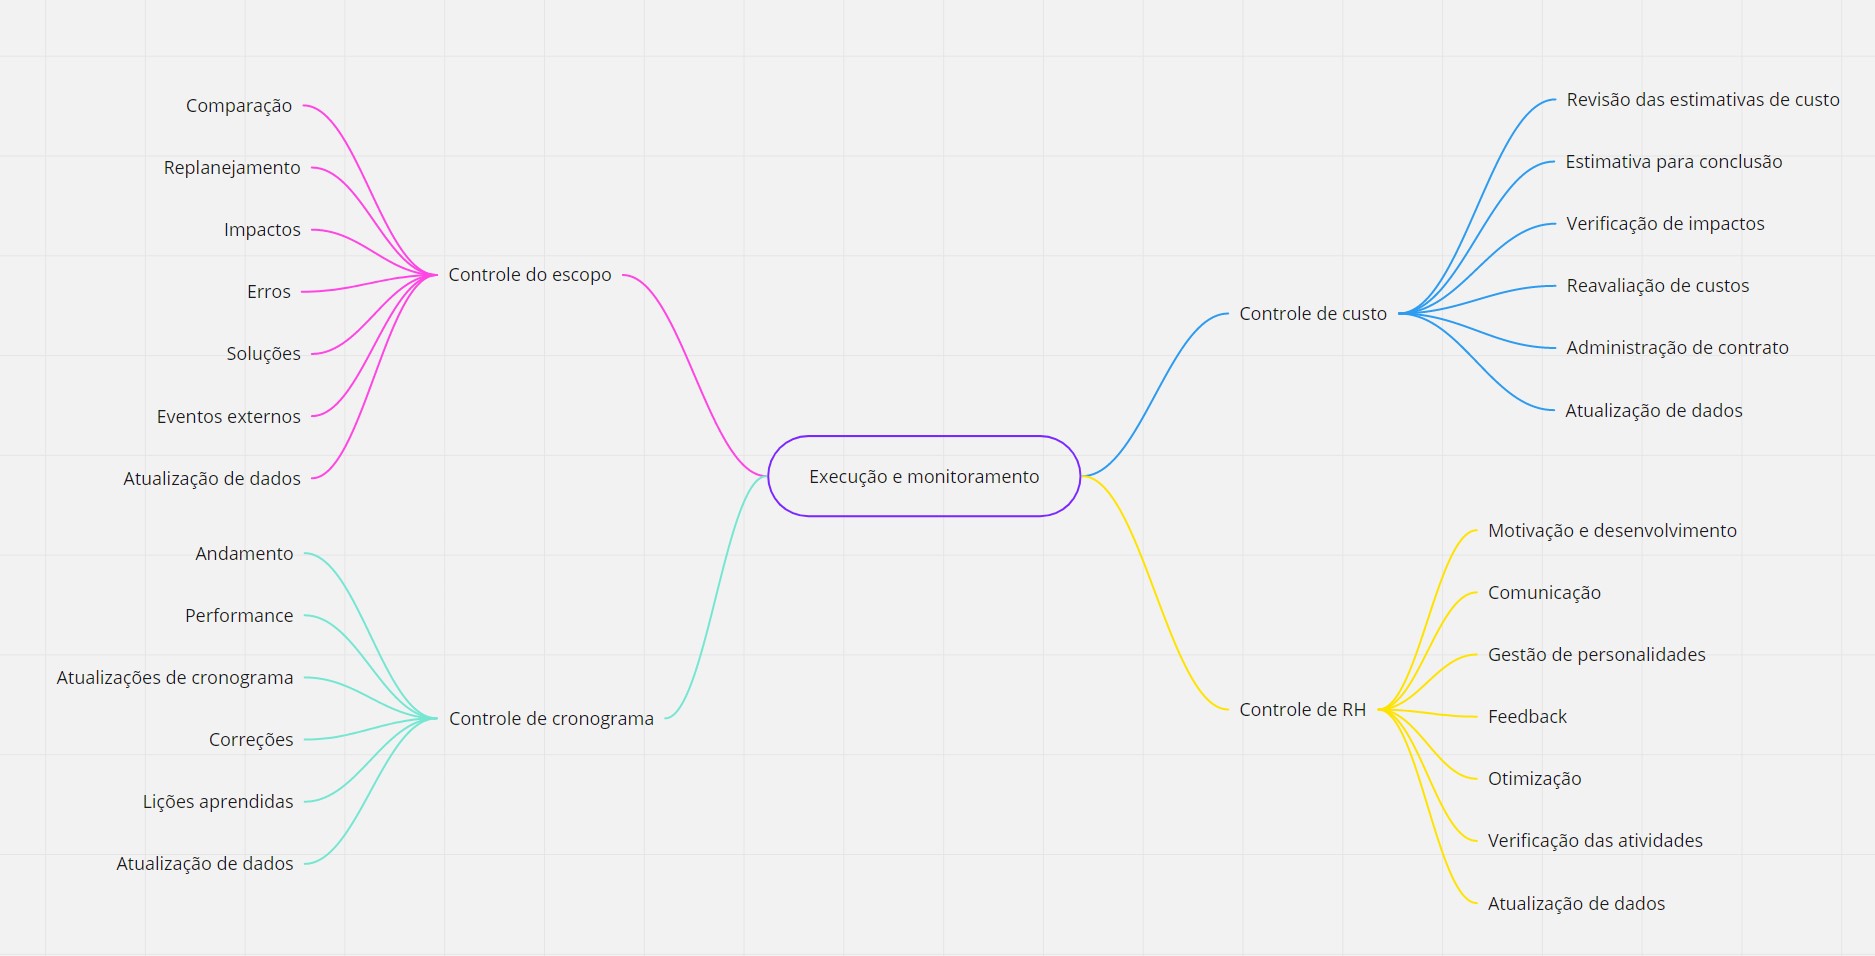 Comparação
Replanejamento
Impactos
Erros
Soluções
Eventos externos
Atualização de dados
Controle do escopo
Andamento
Performance
Atualizações de cronograma
Correções
Lições aprendidas
Atualização de dados
Controle de cronograma
Execução e monitoramento
Controle de custo
Revisão das estimativas de custo
Estimativa para conclusão
Verificação de impactos
Reavaliação de custos
Administração de contrato
Atualização de dados
Controle de RH
Motivação e desenvolvimento
Comunicação
Gestão de personalidades
Feedback
Otimização
Verificação das atividades
Atualização de dados